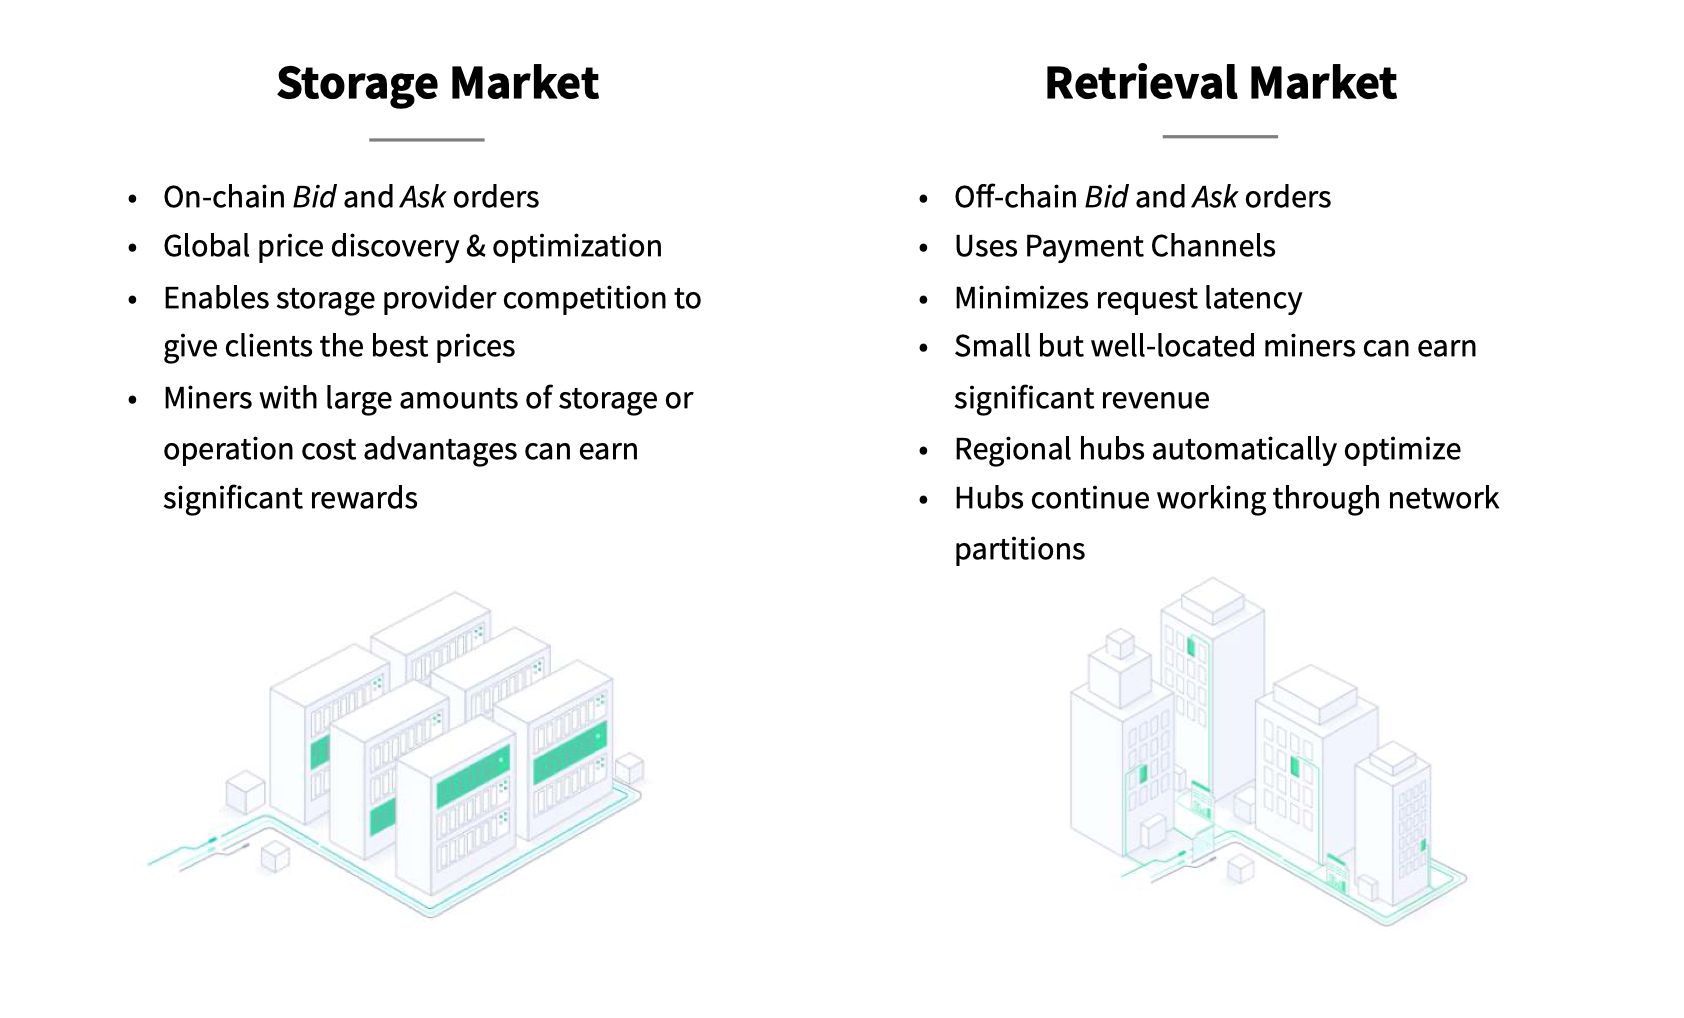 Storage Market
• On-chain Bid and Ask orders
• Global price discovery & optimization
• Enables storage provider competition to
give clients the best prices
• Miners with large amounts of storage or
operation cost advantages can earn
significant rewards
Retrieval Market
• Off-chain Bid and Ask orders
• Uses Payment Channels
• Minimizes request latency
• Small but well-located miners can earn
significant revenue
• Regional hubs automatically optimize
• Hubs continue working through network
partitions